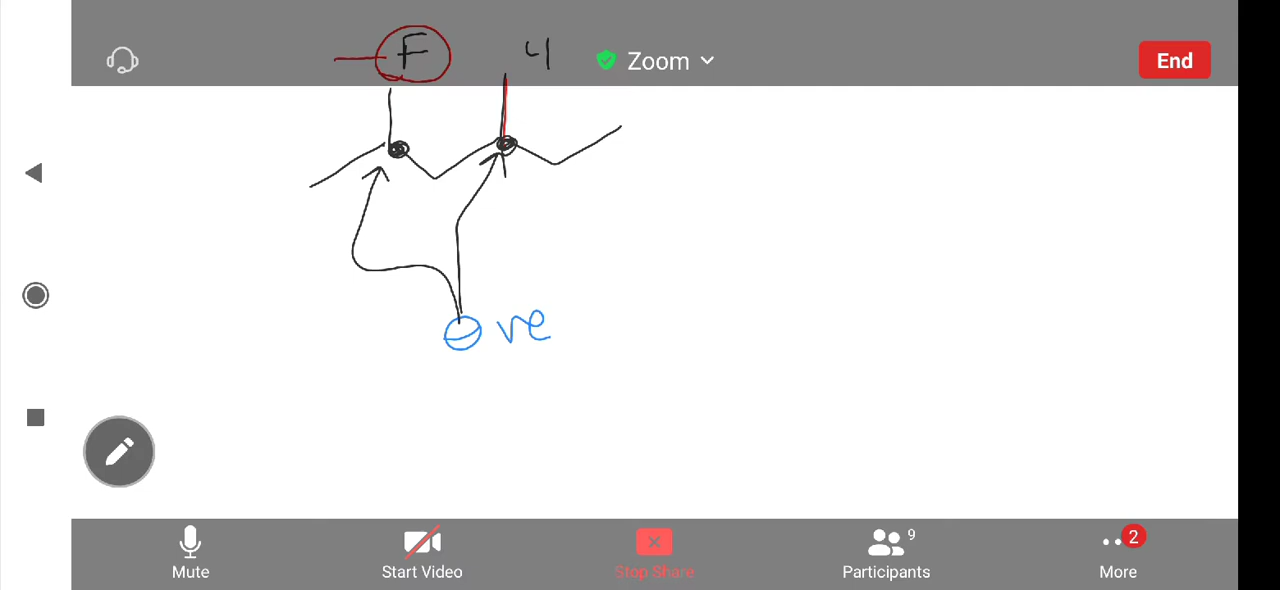 F 4
Zoom
End
⊖ ve
Mute
Start Video
Stop Share
9
Participants
2
More